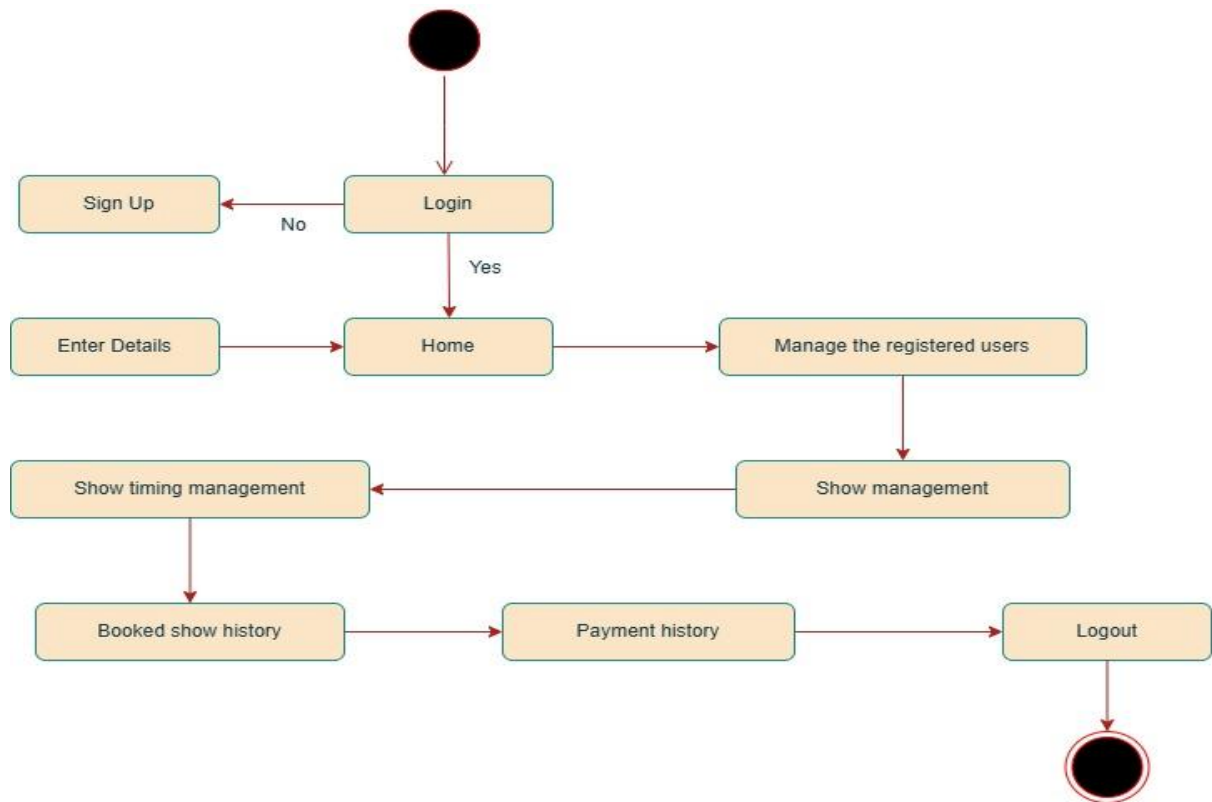 Sign Up
Login
No
Yes
Enter Details
Home
Manage the registered users
Show timing management
Show management
Booked show history
Payment history
Logout